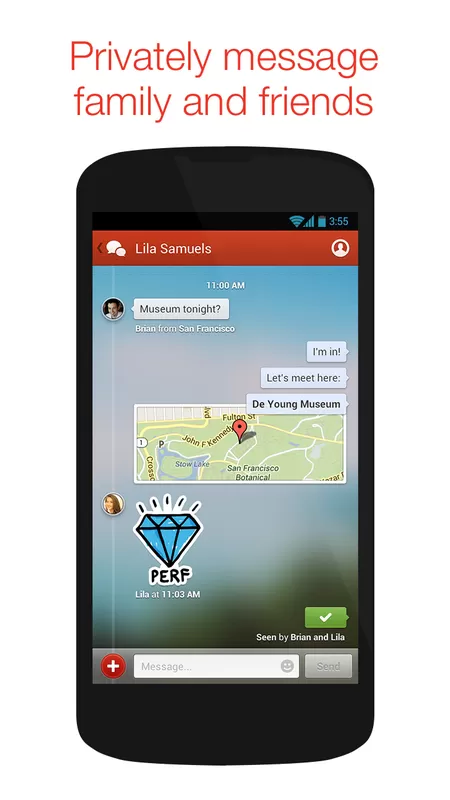 Privately message
family and friends
3:55
Lila Samuels
11:00 AM
Museum tonight?
Brian from San Francisco
I'm in!
Let's meet here:
De Young Museum
Fulton St
John F Kennedy
1
P
Stow Lake
San Francisco
Botanical
PERF
Lila at 11:03 AM
Seen by Brian and Lila
Message...
Send